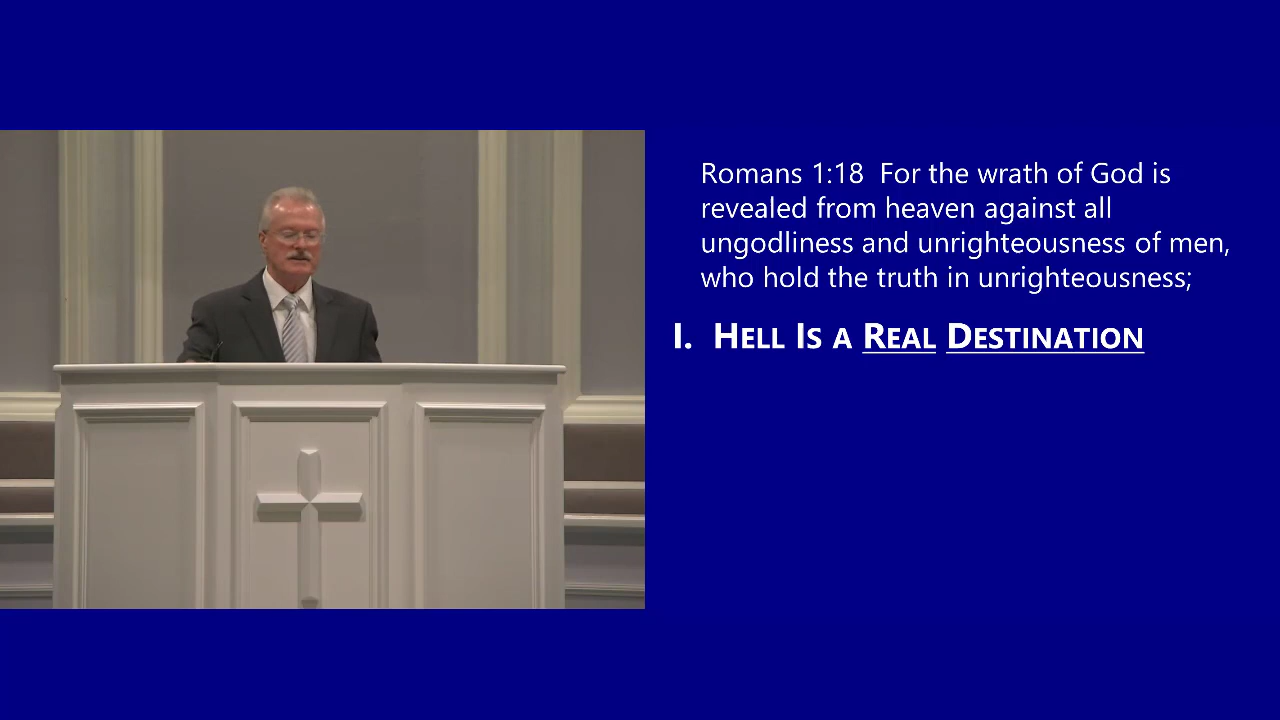 Romans 1:18  For the wrath of God is
revealed from heaven against all
ungodliness and unrighteousness of men,
who hold the truth in unrighteousness;
I.  HELL IS A REAL DESTINATION